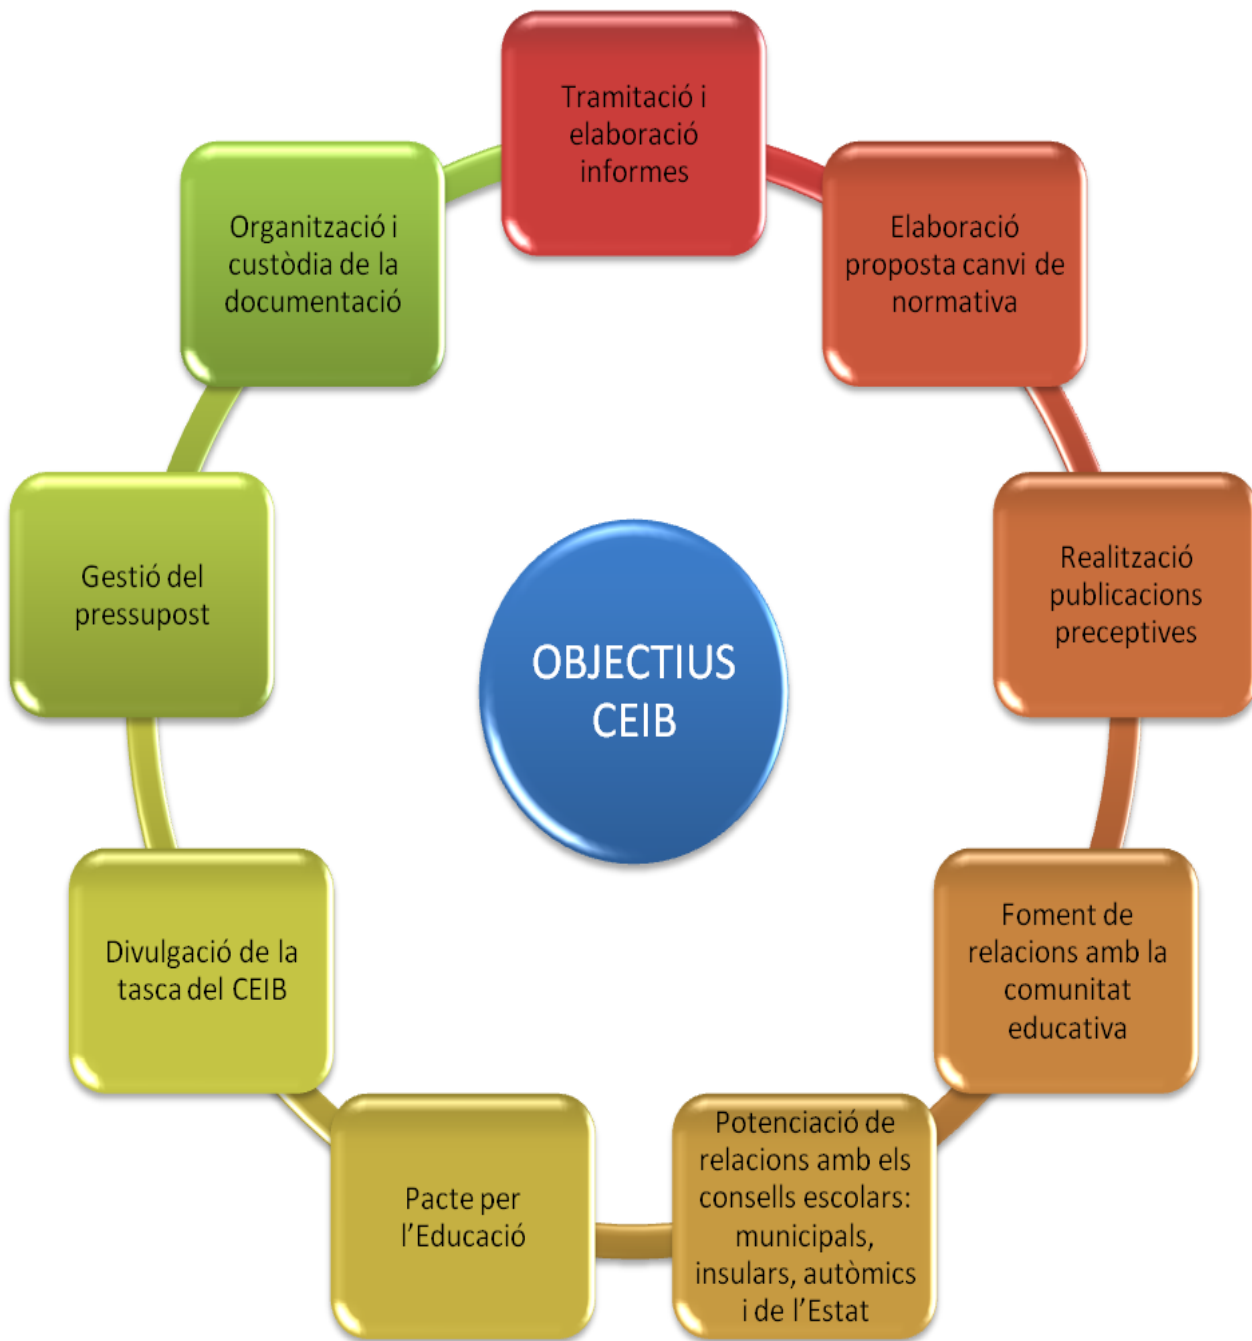 Tramitació i
elaboració
informes
Elaboració
proposta canvi de
normativa
Realització
publicacions
preceptives
Foment de
relacions amb la
comunitat
educativa
Potenciació de
relacions amb els
consells escolars:
municipals,
insulars, autòmics
i de l'Estat
Pacte per
l'Educació
Divulgació de la
tasca del CEIB
Gestió del
pressupost
Organització i
custòdia de la
documentació
OBJECTIUS
CEIB